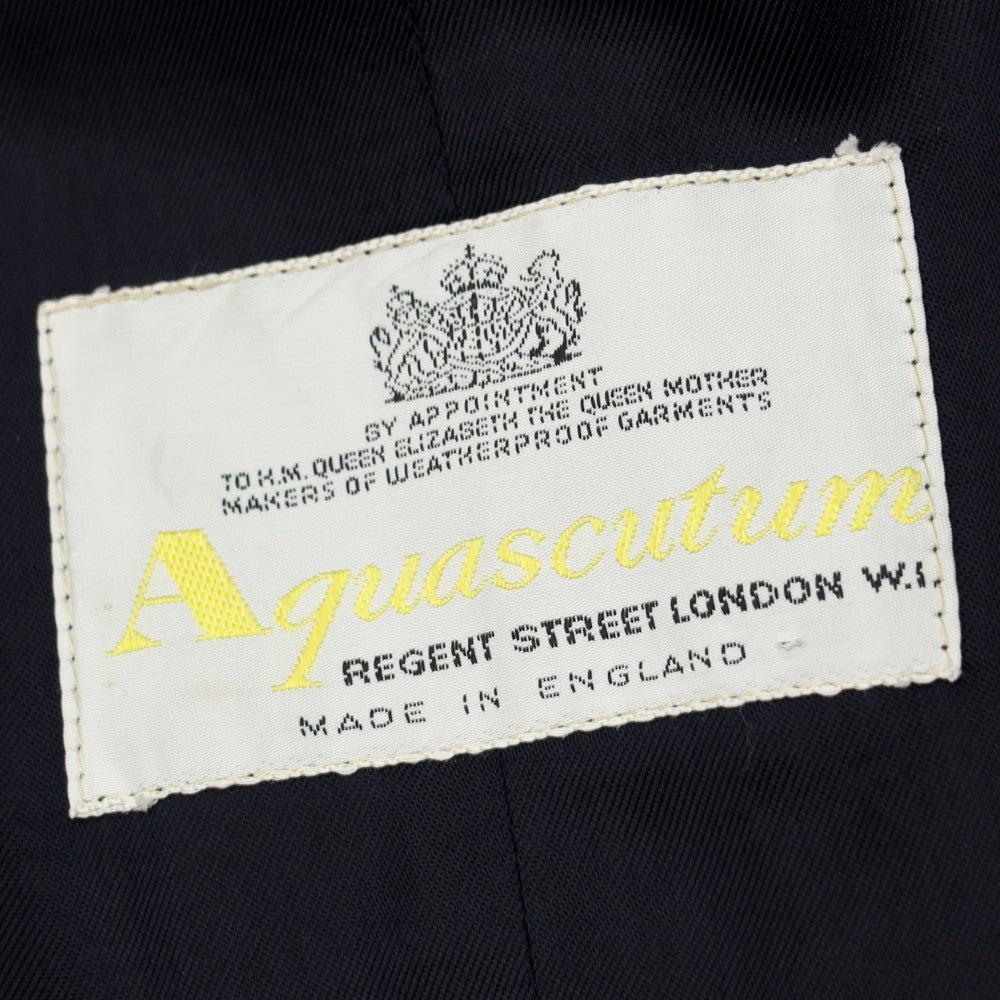 BY APPOINTMENT
TO H.M. QUEEN ELIZABETH THE QUEEN MOTHER
MAKERS OF WEATHERPROOF GARMENTS
Aquascutum
REGENT STREET LONDON W.1.
MADE IN ENGLAND